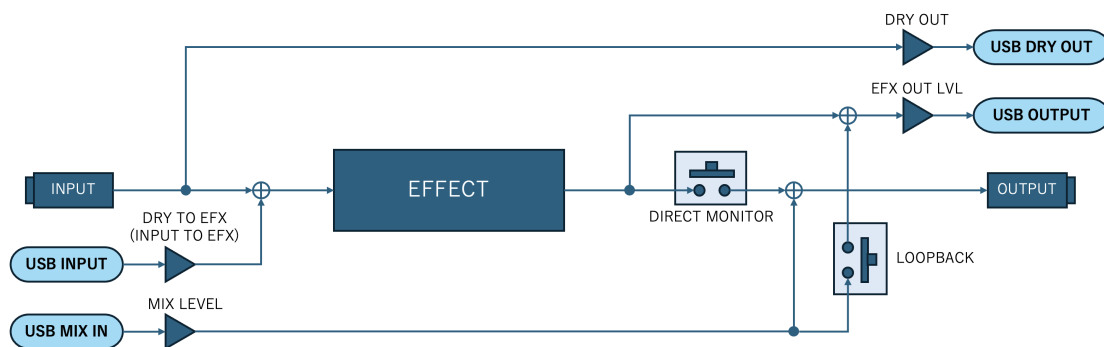 DRY OUT
USB DRY OUT
EFX OUT LVL
USB OUTPUT
INPUT
EFFECT
DIRECT MONITOR
OUTPUT
DRY TO EFX
(INPUT TO EFX)
USB INPUT
LOOPBACK
MIX LEVEL
USB MIX IN